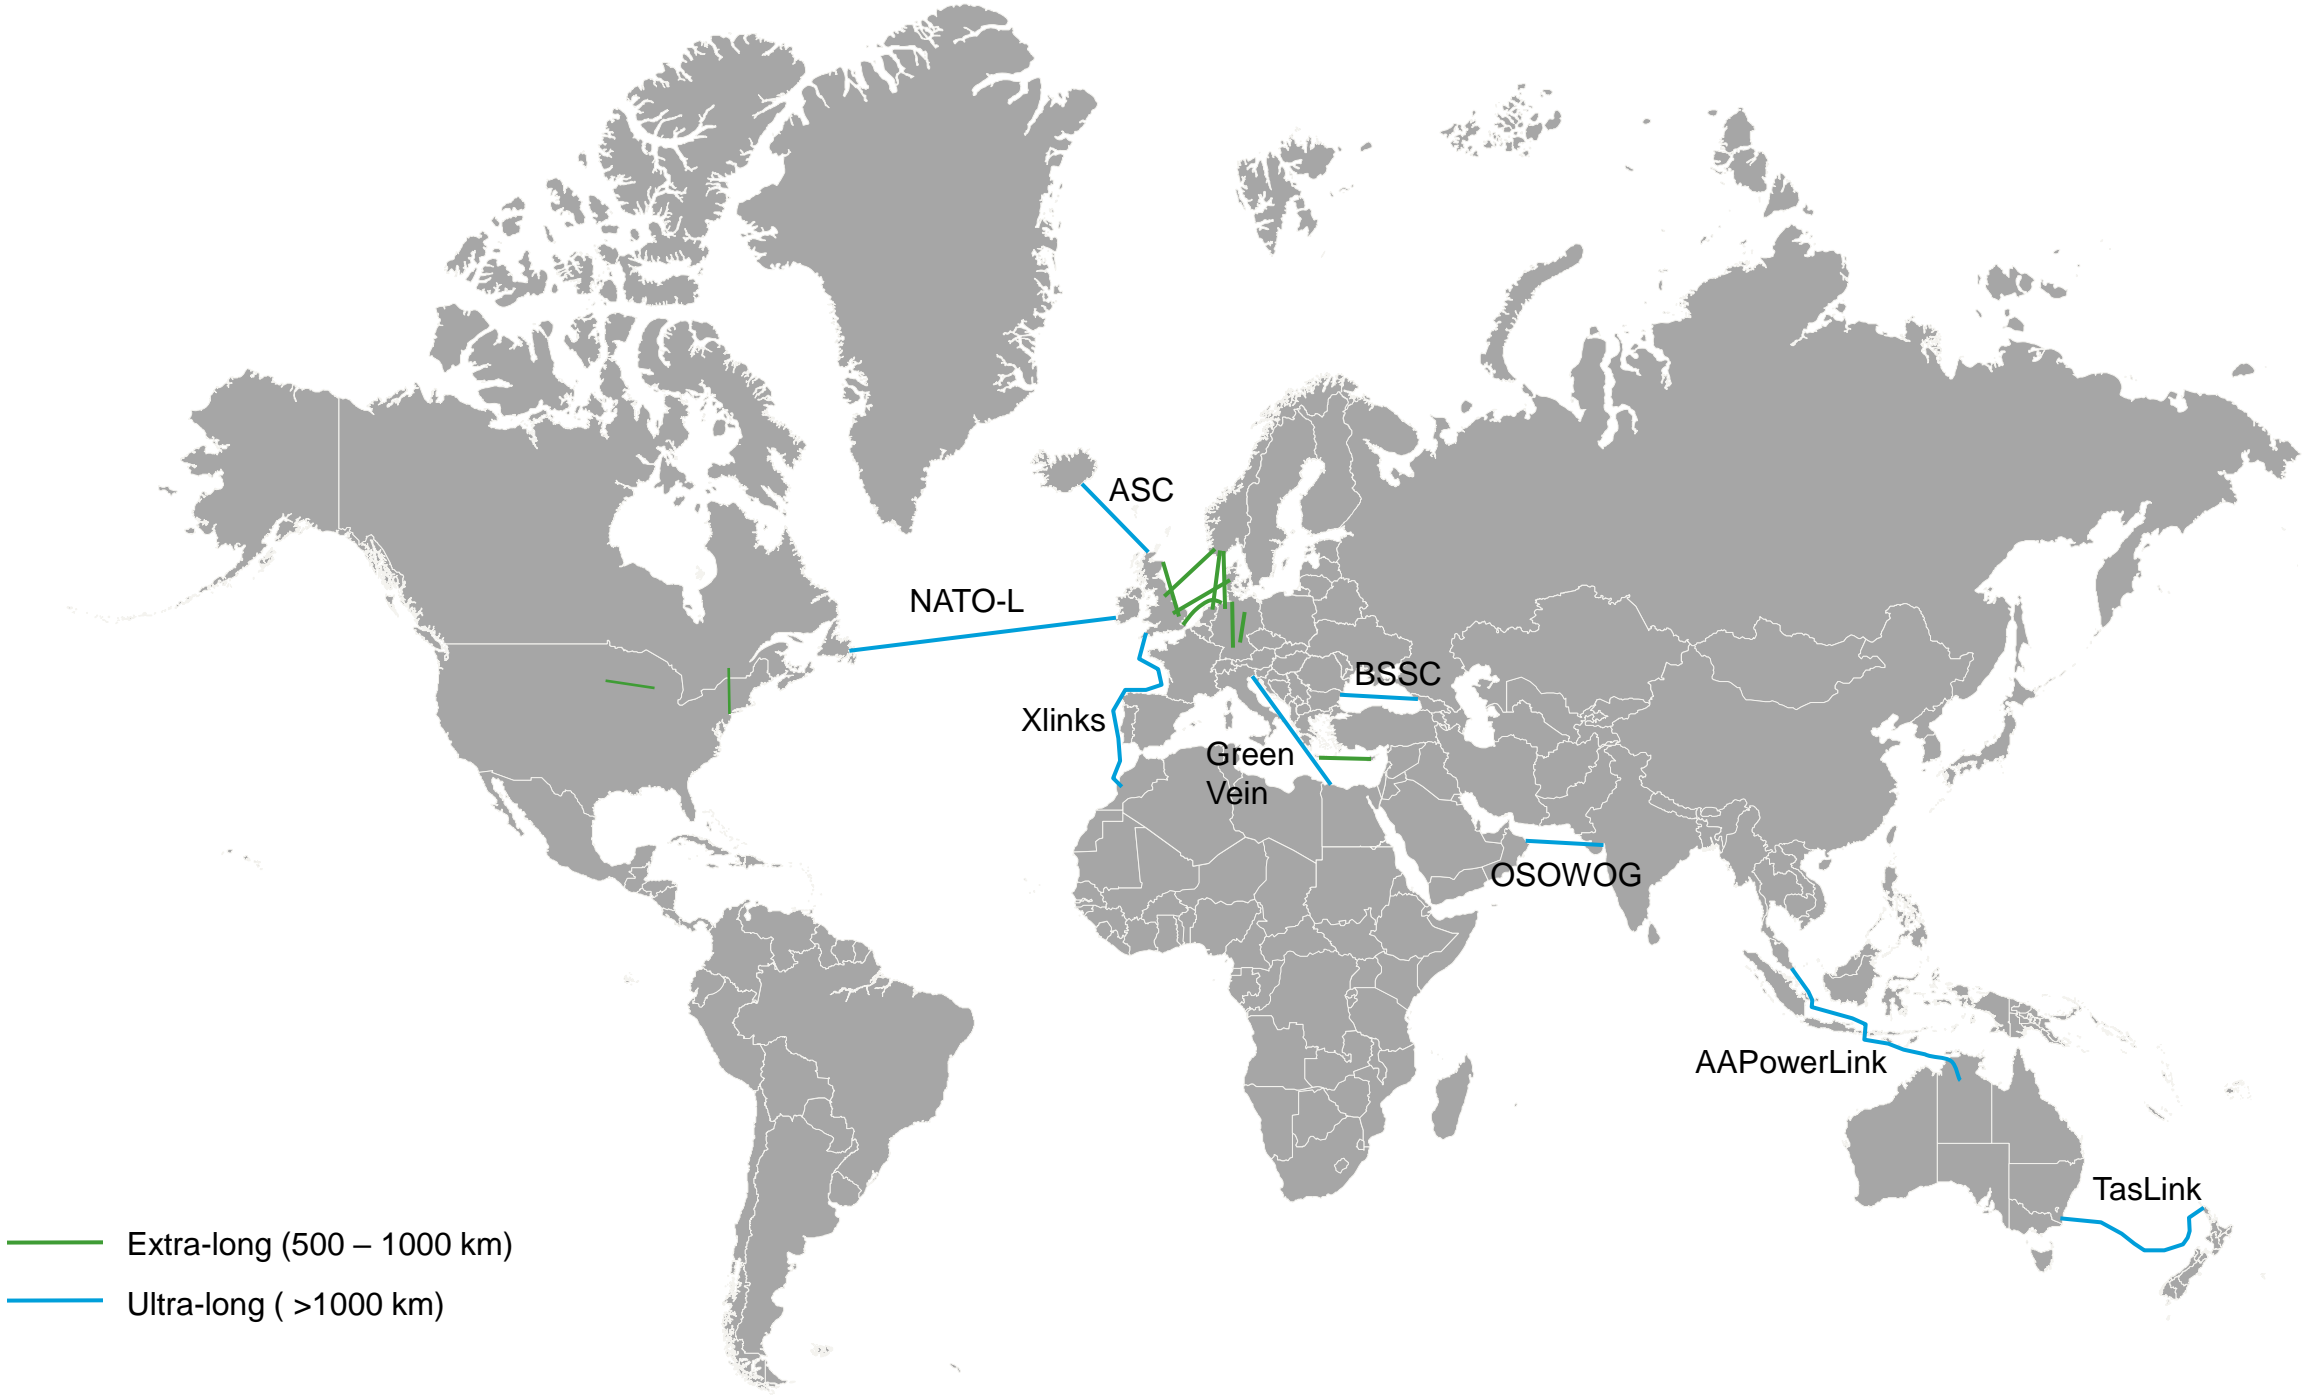 ASC
NATO-L
BSSC
Xlinks
Green
Vein
OSOWOG
AAPowerLink
TasLink
Extra-long (500 – 1000 km)
Ultra-long ( >1000 km)